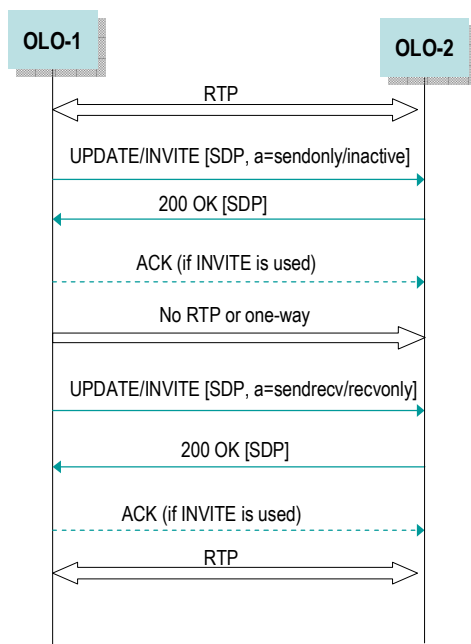 OLO-1
OLO-2
RTP
UPDATE/INVITE [SDP, a=sendonly/inactive]
200 OK [SDP]
ACK (if INVITE is used)
No RTP or one-way
UPDATE/INVITE [SDP, a=sendrecv/recvonly]
200 OK [SDP]
ACK (if INVITE is used)
RTP